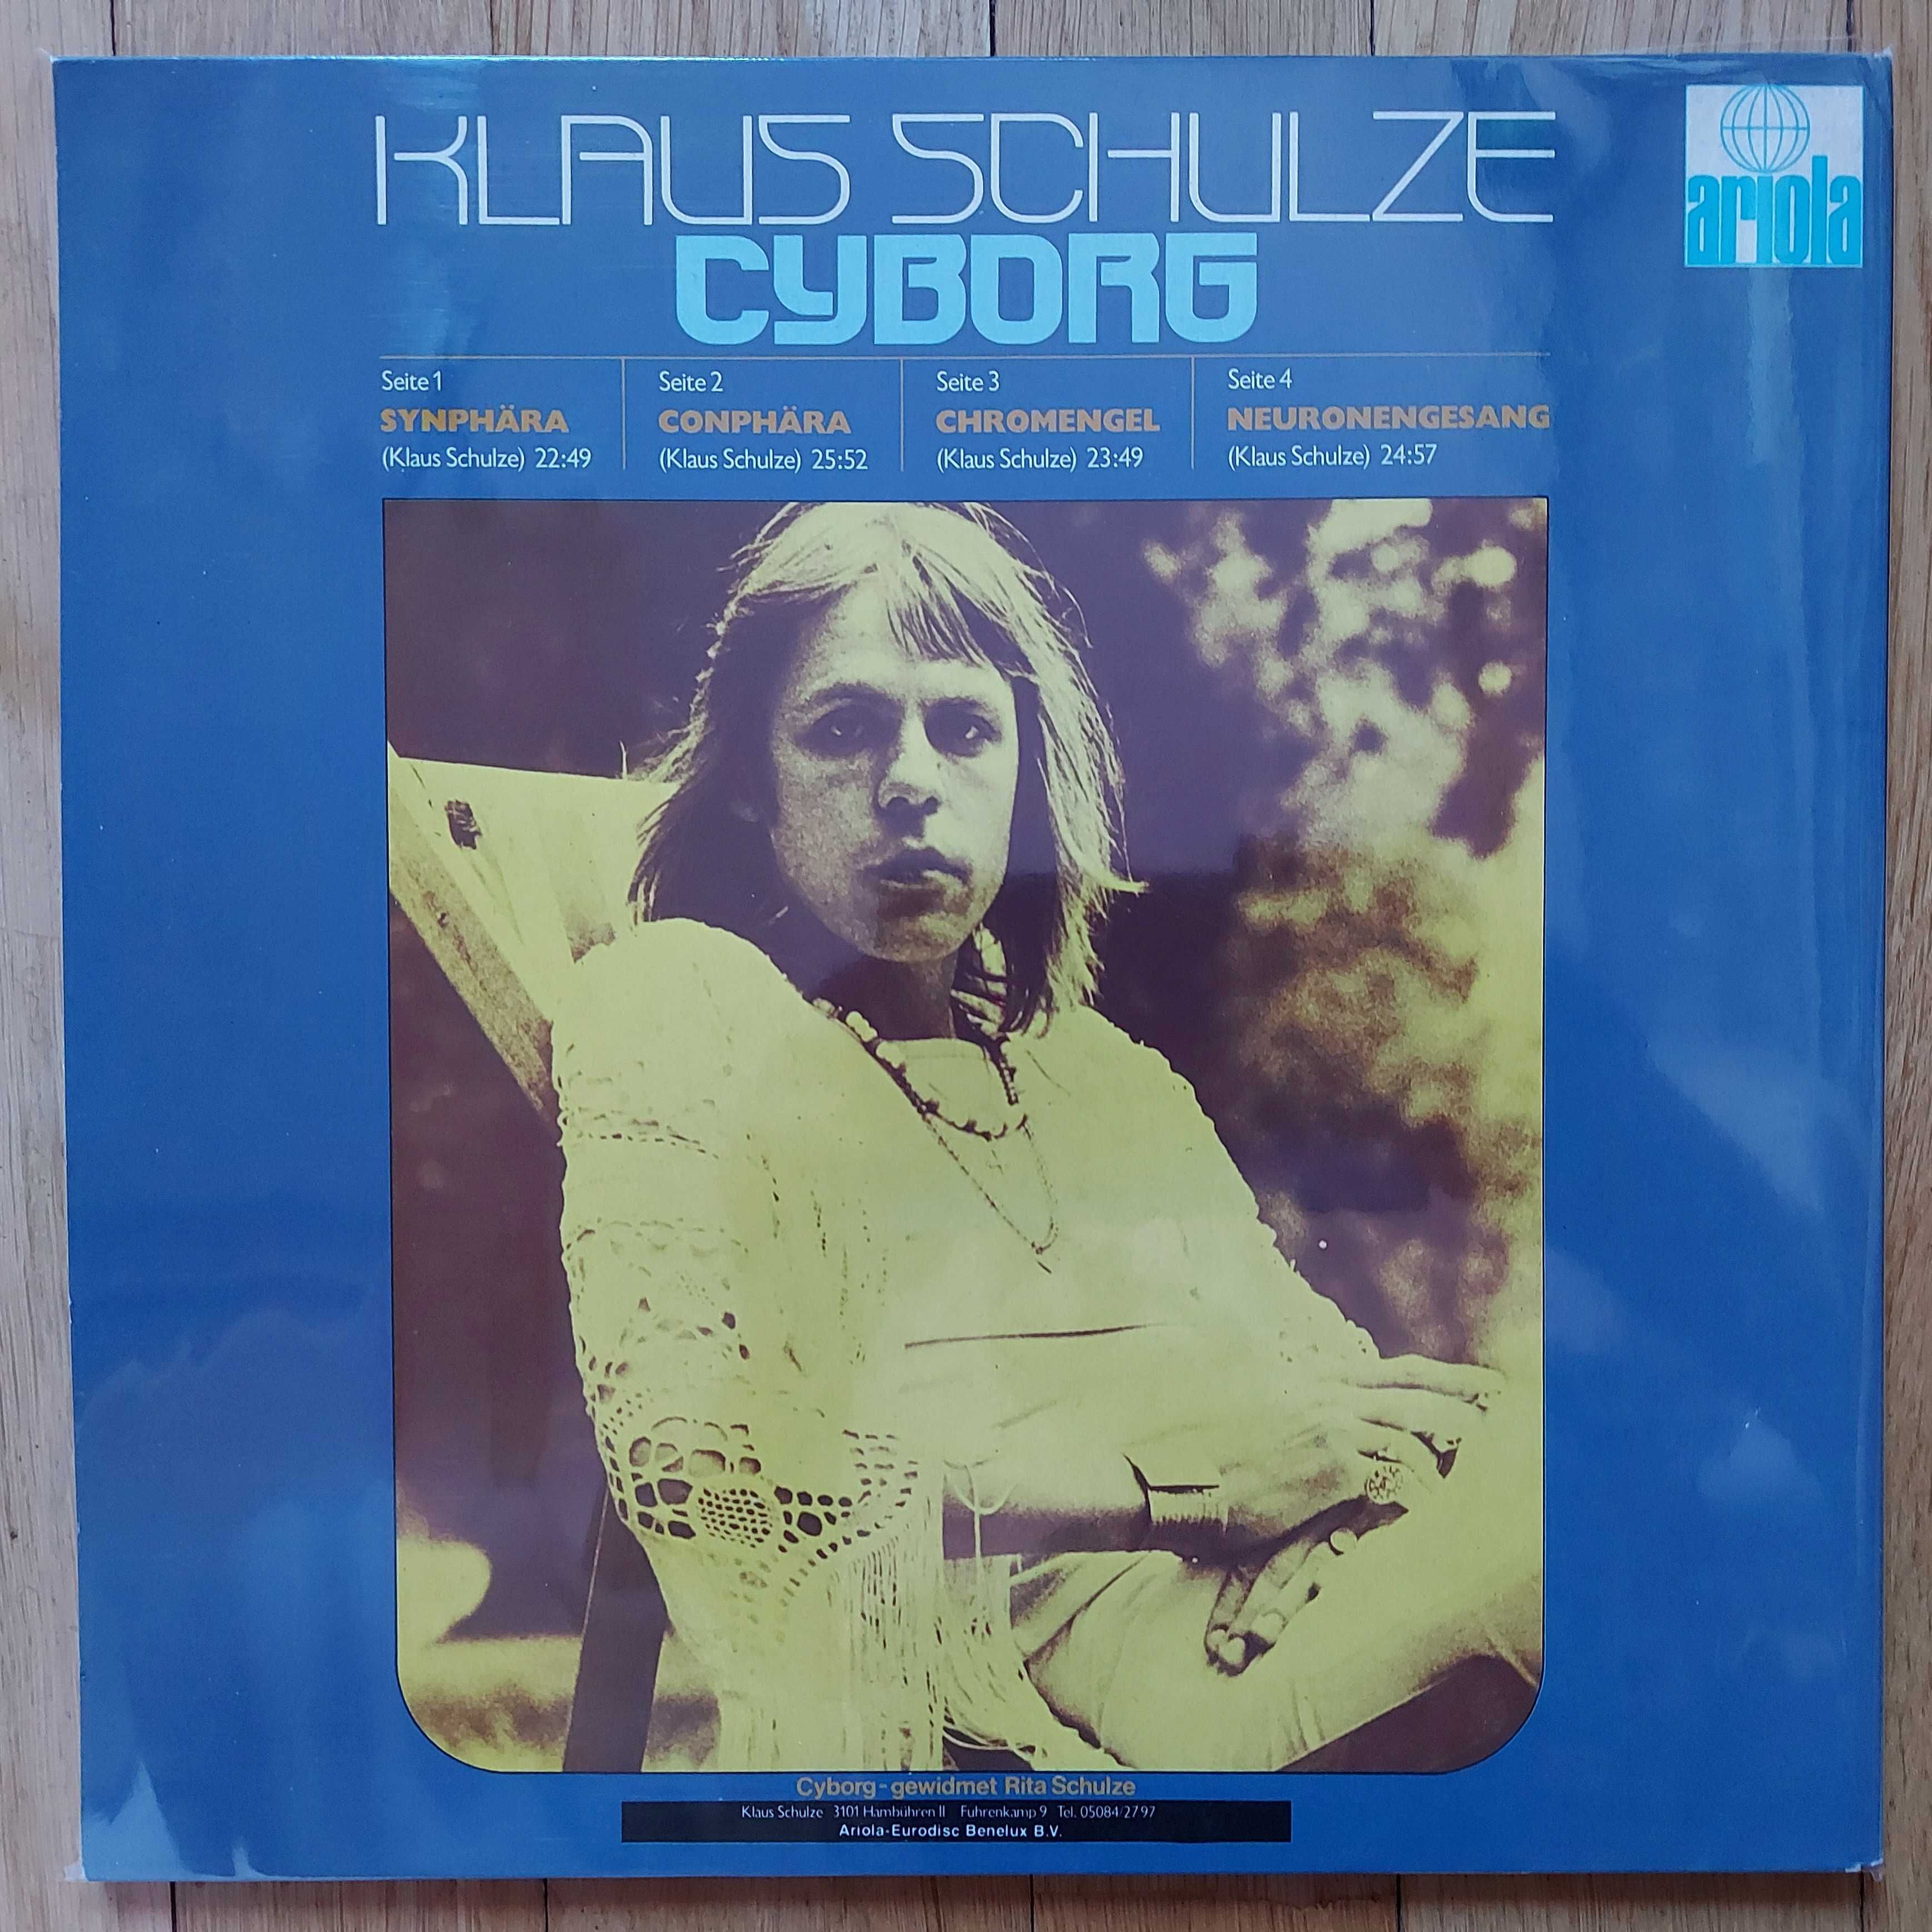 KLAUS SCHULZE
ariola
CYBORG
Seite 1
SYNPHÄRA
(Klaus Schulze) 22:49
Seite 2
CONPHÄRA
(Klaus Schulze) 25:52
Seite 3
CHROMENGEL
(Klaus Schulze) 23:49
Seite 4
NEURONENGESANG
(Klaus Schulze) 24:57
Cyborg - gewidmet Rita Schulze
Klaus Schulze 3101 Hambühren II Fuhrenkamp 9 Tel. 05084/2797
Ariola-Eurodisc Benelux B.V.